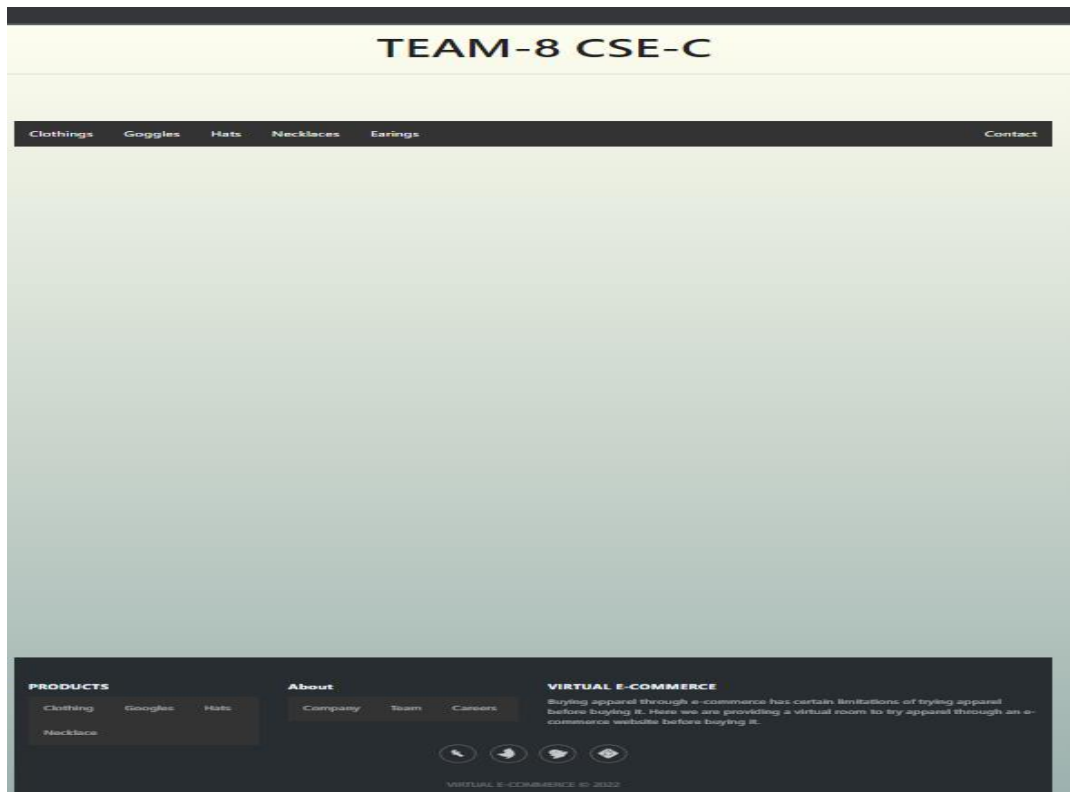 TEAM-8 CSE-C
Clothings Goggles Hats Necklaces Earings Contact
PRODUCTS
Clothing Googles Hats
Necklace
About
Company Team Careers
VIRTUAL E-COMMERCE
Buying apparel through e-commerce has certain limitations of trying apparel
before buying it. Here we are providing a virtual room to try apparel through an e-
commerce website before buying it.
VIRTUAL E-COMMERCE © 2022